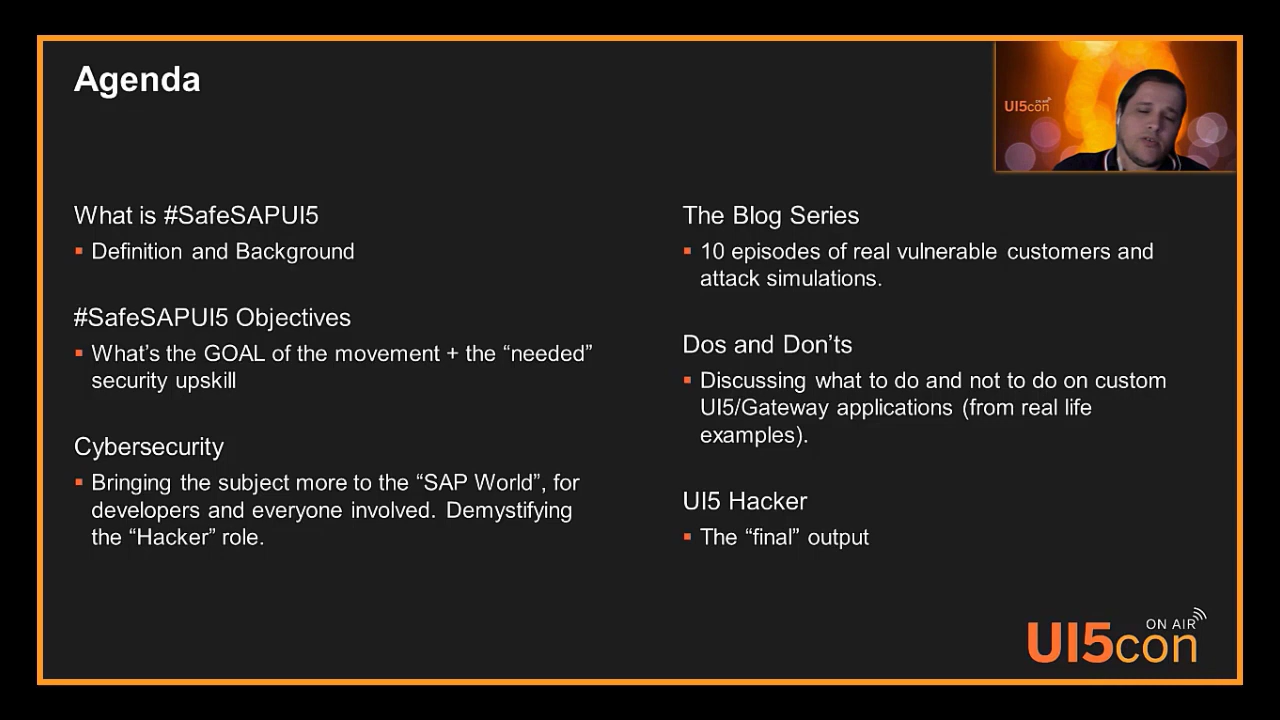 Agenda
UI5con
ON AIR
What is #SafeSAPUI5
▪ Definition and Background
#SafeSAPUI5 Objectives
▪ What’s the GOAL of the movement + the “needed”
security upskill
Cybersecurity
▪ Bringing the subject more to the “SAP World”, for
developers and everyone involved. Demystifying
the “Hacker” role.
The Blog Series
▪ 10 episodes of real vulnerable customers and
attack simulations.
Dos and Don’ts
▪ Discussing what to do and not to do on custom
UI5/Gateway applications (from real life
examples).
UI5 Hacker
▪ The “final” output
ON AIR
UI5con